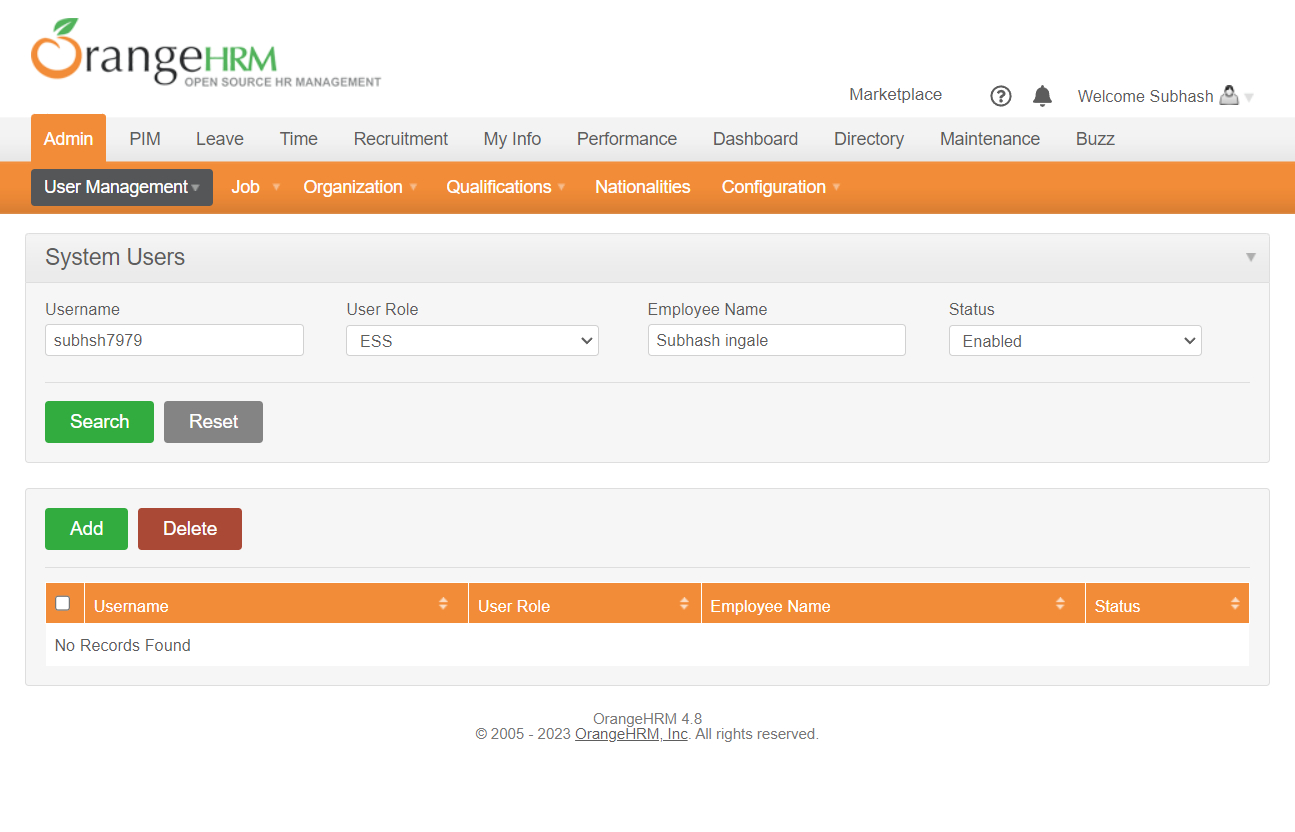 OrangeHRM
OPEN SOURCE HR MANAGEMENT
Marketplace ? Welcome Subhash
Admin PIM Leave Time Recruitment My Info Performance Dashboard Directory Maintenance Buzz
User Management Job Organization Qualifications Nationalities Configuration
System Users
Username User Role Employee Name Status
subhsh7979 ESS Subhash ingale Enabled
Search Reset
Add Delete
Username User Role Employee Name Status
No Records Found
OrangeHRM 4.8
© 2005 - 2023 OrangeHRM, Inc. All rights reserved.